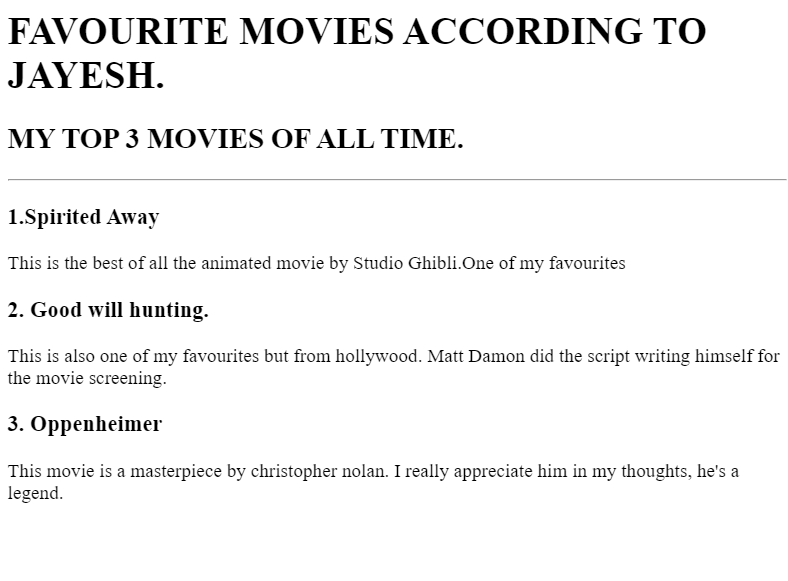 FAVOURITE MOVIES ACCORDING TO
JAYESH.
MY TOP 3 MOVIES OF ALL TIME.
1.Spirited Away
This is the best of all the animated movie by Studio Ghibli.One of my favourites
2. Good will hunting.
This is also one of my favourites but from hollywood. Matt Damon did the script writing himself for
the movie screening.
3. Oppenheimer
This movie is a masterpiece by christopher nolan. I really appreciate him in my thoughts, he's a
legend.